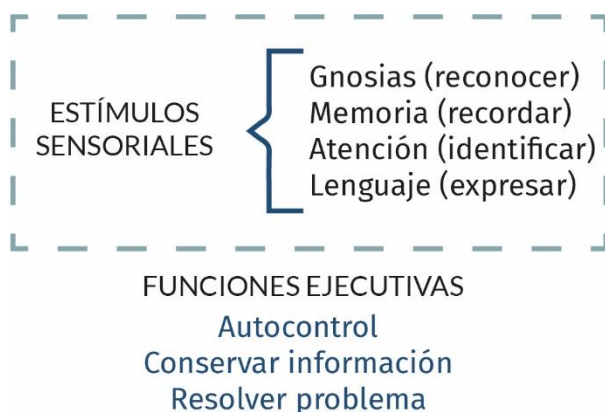 ESTÍMULOS
SENSORIALES
Gnosias (reconocer)
Memoria (recordar)
Atención (identificar)
Lenguaje (expresar)
FUNCIONES EJECUTIVAS
Autocontrol
Conservar información
Resolver problema